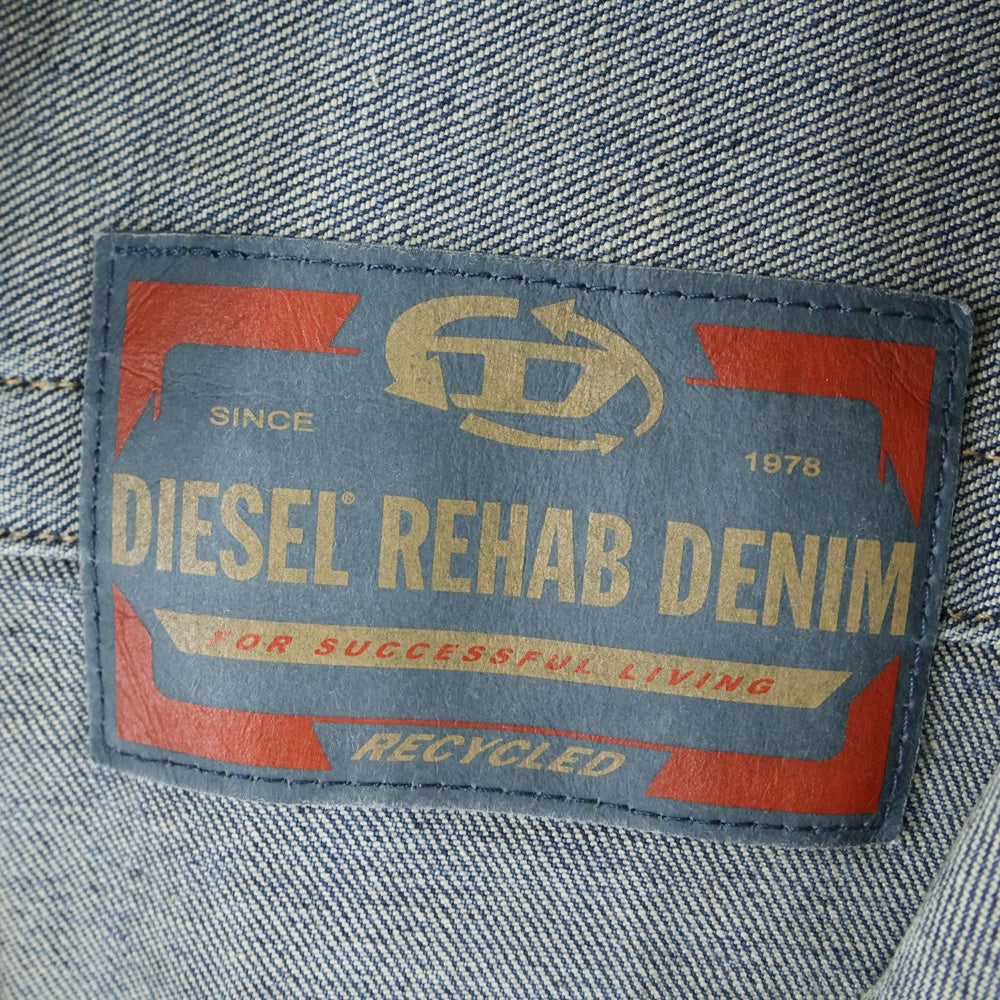 SINCE
1978
DIESEL® REHAB DENIM
FOR SUCCESSFUL LIVING
RECYCLED